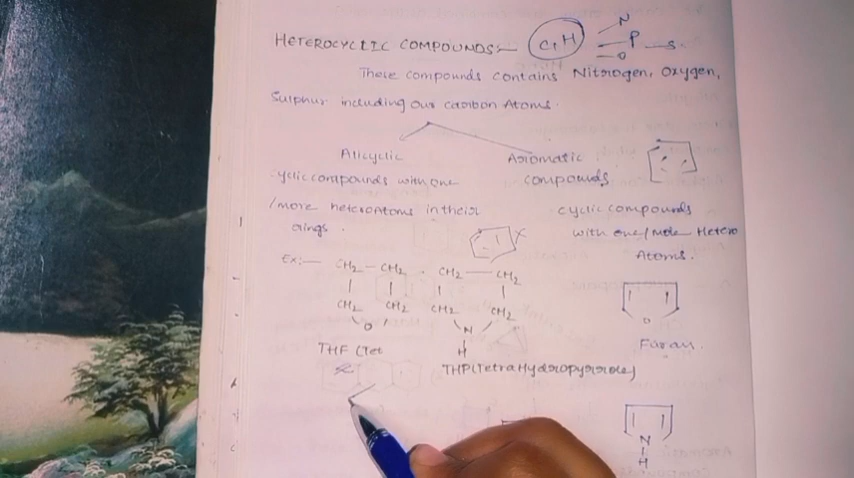 HETEROCYCLIC COMPOUNDS:- C,H N P O S.
These compounds contains Nitrogen, Oxygen,
Sulphur including our carbon Atoms.
Alicyclic
Aromatic
yclic compounds with one
compounds.
/more heteroAtoms in their
cyclic compounds
rings.
with one/more Hetero
Atoms.
Ex:-
CH2 - CH2
CH2 - CH2
CH2 CH2
CH2 CH2
O
N
H
O
THF (Tet
THP(TetraHydropyrrole)
Furan.
N
H